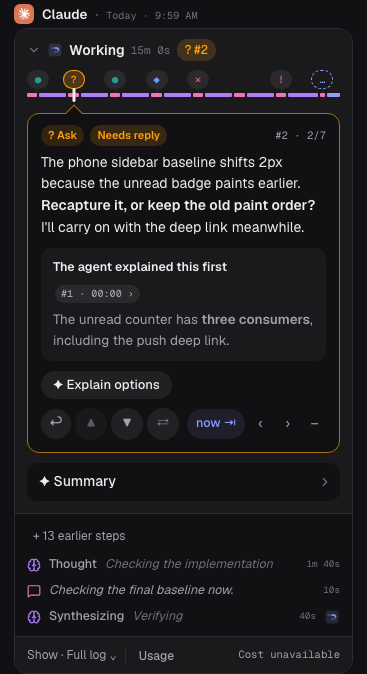 Claude · Today · 9:59 AM
Working 15m 0s ? #2
? ! …
? Ask Needs reply #2 · 2/7
The phone sidebar baseline shifts 2px
because the unread badge paints earlier.
Recapture it, or keep the old paint order?
I'll carry on with the deep link meanwhile.
The agent explained this first
#1 · 00:00 ›
The unread counter has three consumers,
including the push deep link.
✦ Explain options
now ⇥ ‹ › –
✦ Summary ›
+ 13 earlier steps
Thought Checking the implementation 1m 40s
Checking the final baseline now. 10s
Synthesizing Verifying 40s
Show · Full log ⌄ Usage Cost unavailable